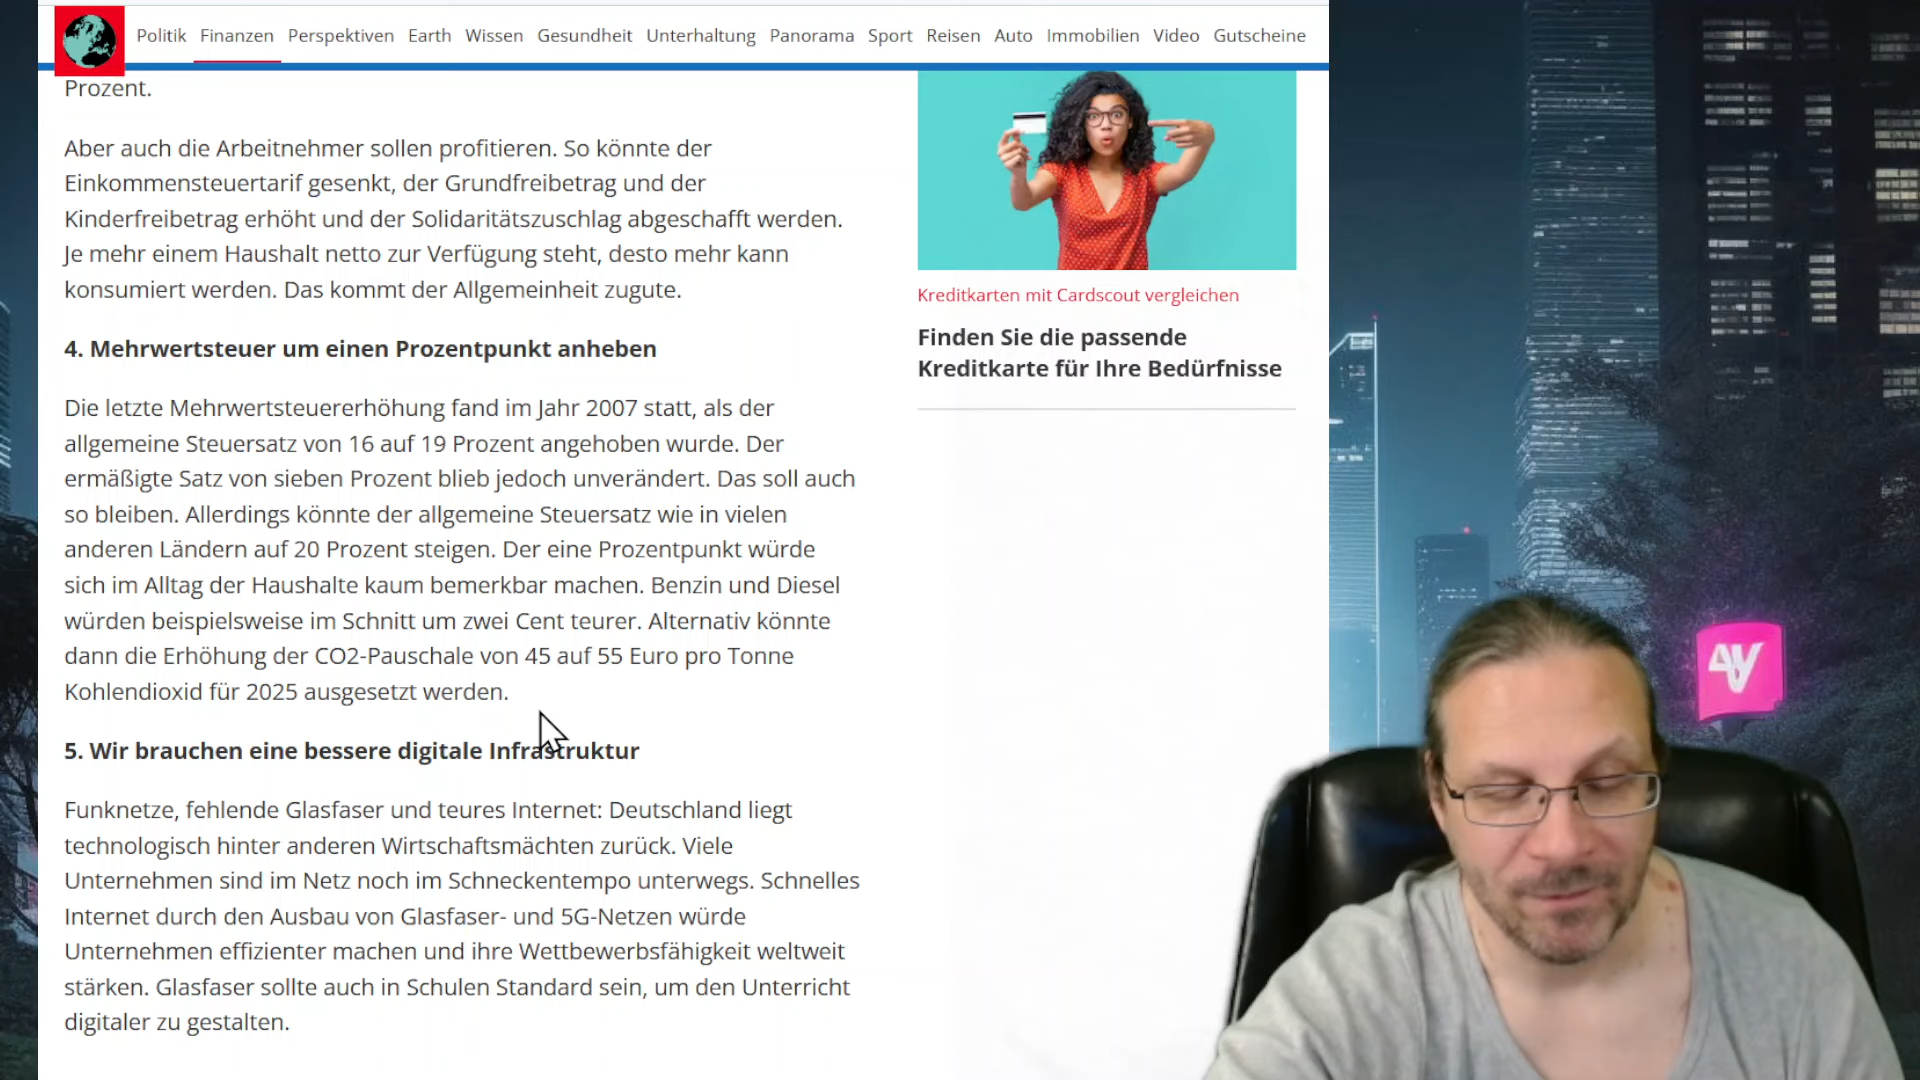 Politik Finanzen Perspektiven Earth Wissen Gesundheit Unterhaltung Panorama Sport Reisen Auto Immobilien Video Gutscheine
Prozent.
Aber auch die Arbeitnehmer sollen profitieren. So könnte der
Einkommensteuertarif gesenkt, der Grundfreibetrag und der
Kinderfreibetrag erhöht und der Solidaritätszuschlag abgeschafft werden.
Je mehr einem Haushalt netto zur Verfügung steht, desto mehr kann
konsumiert werden. Das kommt der Allgemeinheit zugute.
4. Mehrwertsteuer um einen Prozentpunkt anheben
Die letzte Mehrwertsteuererhöhung fand im Jahr 2007 statt, als der
allgemeine Steuersatz von 16 auf 19 Prozent angehoben wurde. Der
ermäßigte Satz von sieben Prozent blieb jedoch unverändert. Das soll auch
so bleiben. Allerdings könnte der allgemeine Steuersatz wie in vielen
anderen Ländern auf 20 Prozent steigen. Der eine Prozentpunkt würde
sich im Alltag der Haushalte kaum bemerkbar machen. Benzin und Diesel
würden beispielsweise im Schnitt um zwei Cent teurer. Alternativ könnte
dann die Erhöhung der CO2-Pauschale von 45 auf 55 Euro pro Tonne
Kohlendioxid für 2025 ausgesetzt werden.
5. Wir brauchen eine bessere digitale Infrastruktur
Funknetze, fehlende Glasfaser und teures Internet: Deutschland liegt
technologisch hinter anderen Wirtschaftsmächten zurück. Viele
Unternehmen sind im Netz noch im Schneckentempo unterwegs. Schnelles
Internet durch den Ausbau von Glasfaser- und 5G-Netzen würde
Unternehmen effizienter machen und ihre Wettbewerbsfähigkeit weltweit
stärken. Glasfaser sollte auch in Schulen Standard sein, um den Unterricht
digitaler zu gestalten.
Kreditkarten mit Cardscout vergleichen
Finden Sie die passende
Kreditkarte für Ihre Bedürfnisse